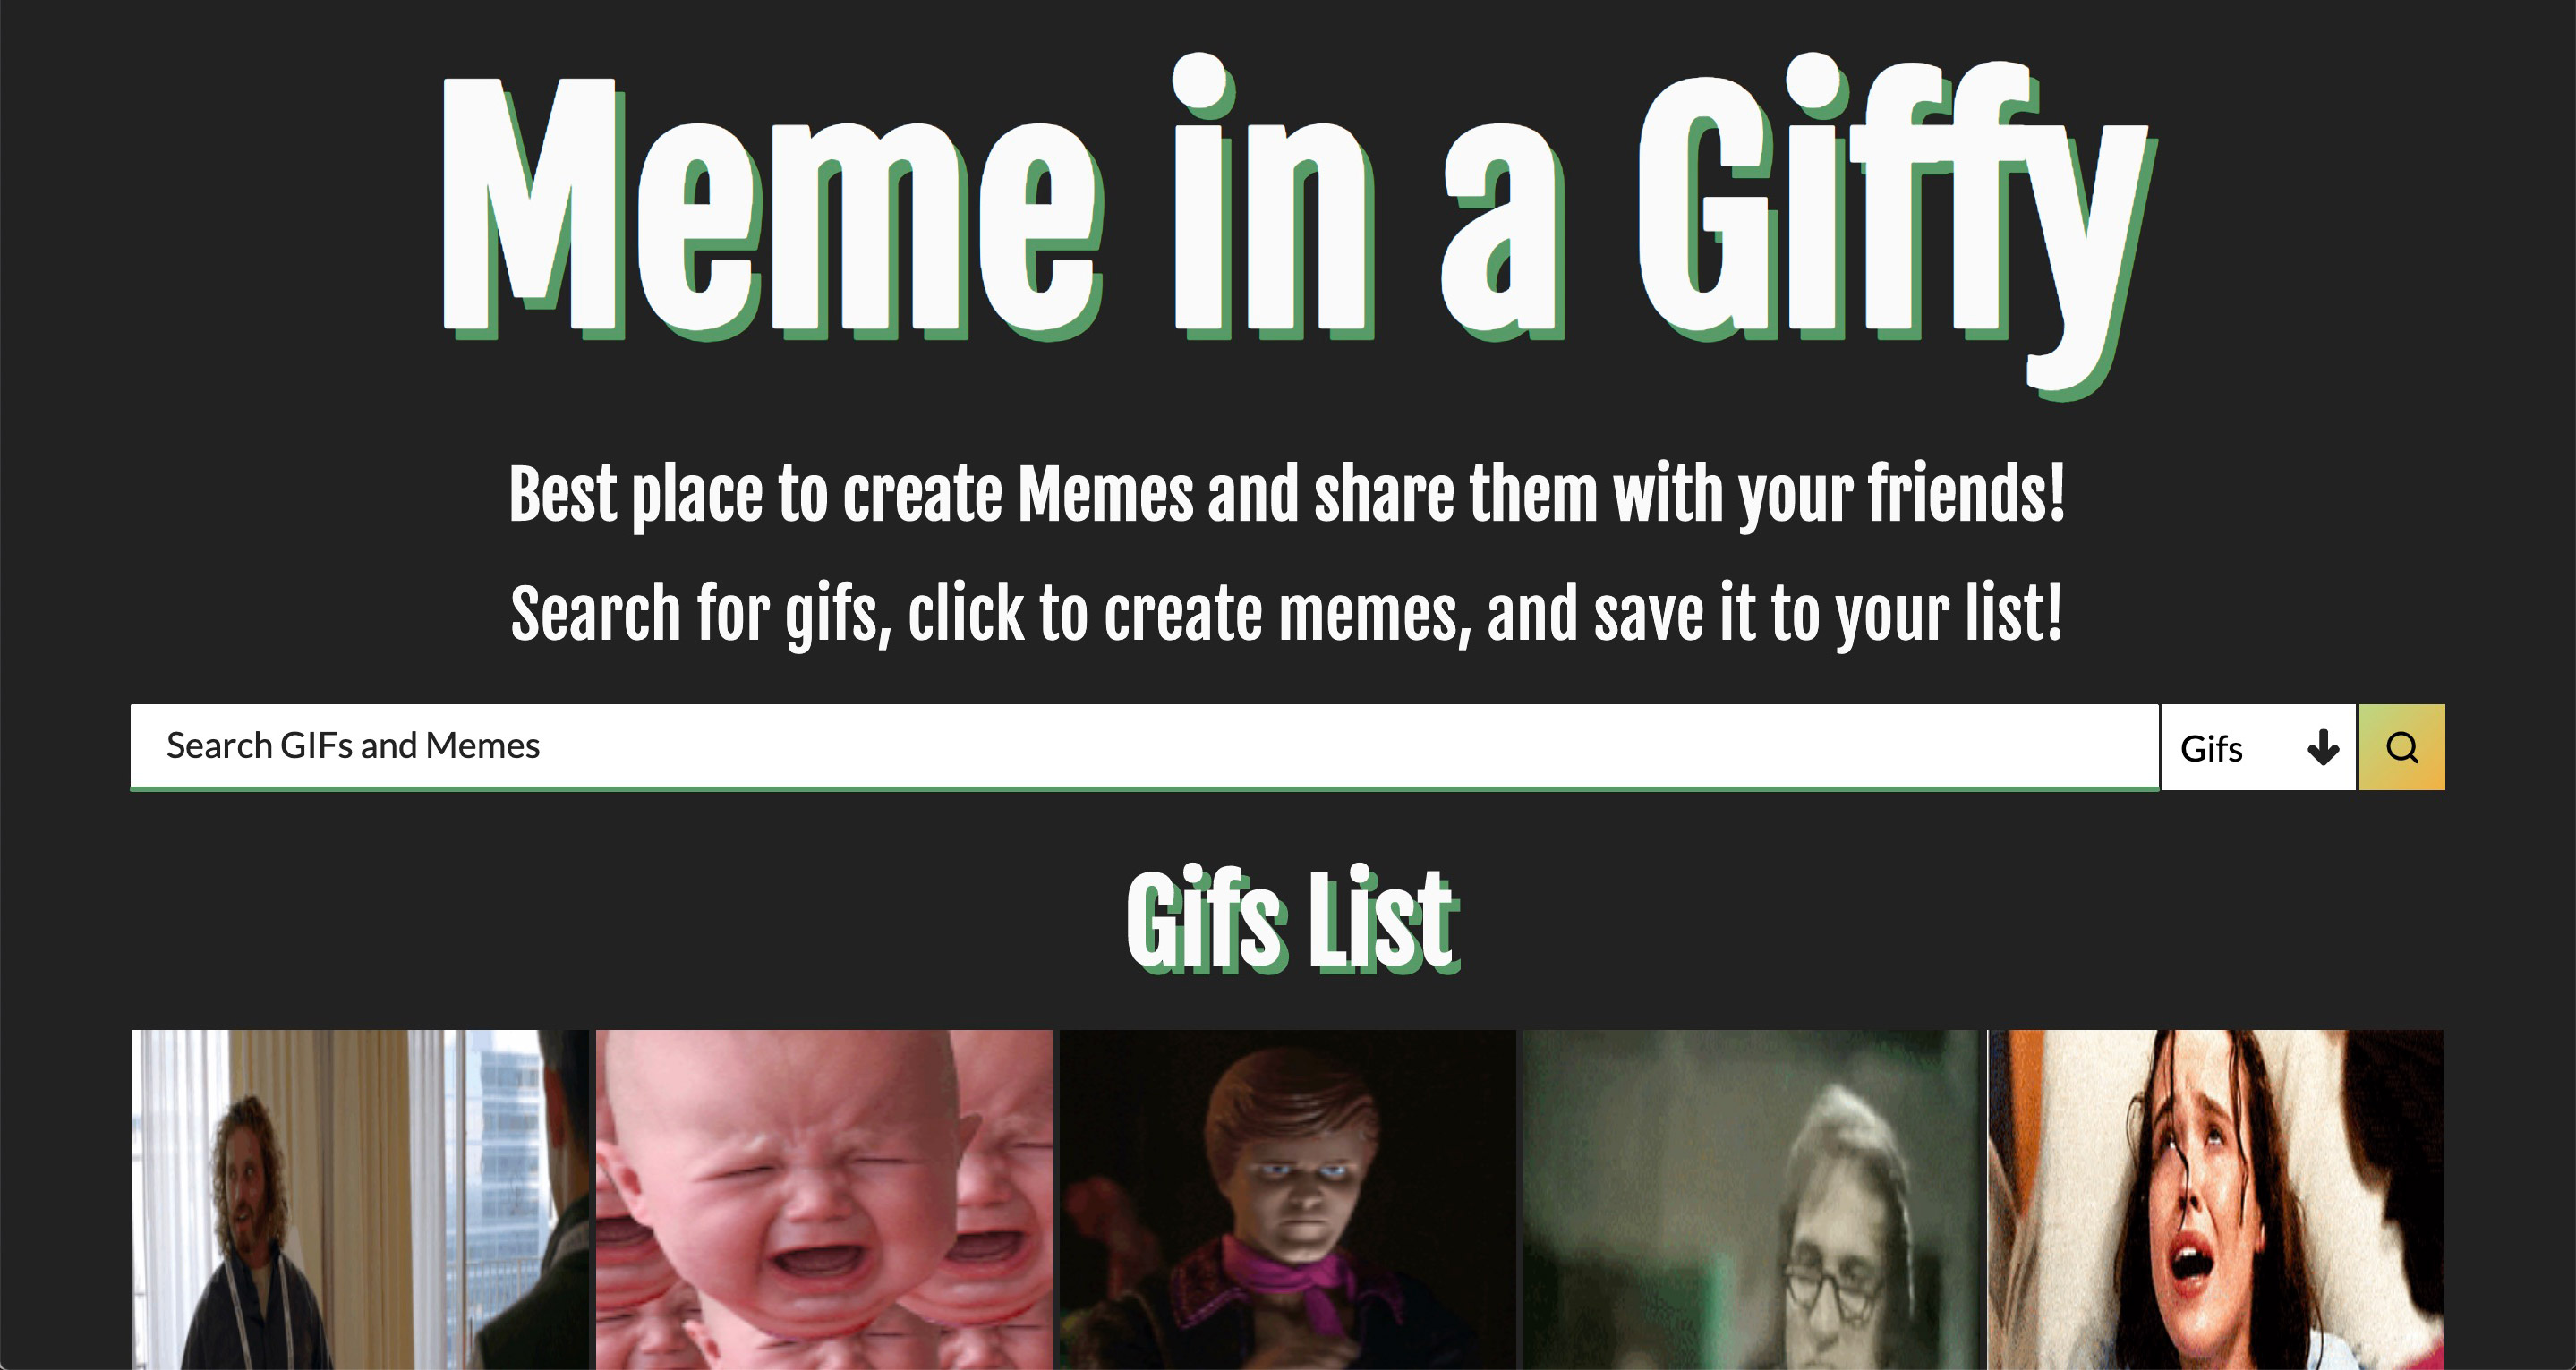 Meme in a Giffy
Best place to create Memes and share them with your friends!
Search for gifs, click to create memes, and save it to your list!
Search GIFs and Memes
Gifs
Gifs List